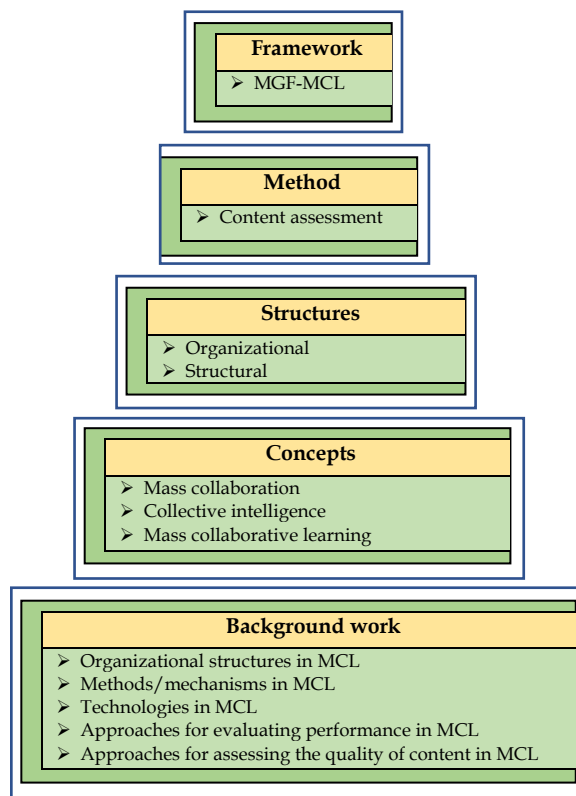 Framework
➢ MGF-MCL
Method
➢ Content assessment
Structures
➢ Organizational
➢ Structural
Concepts
➢ Mass collaboration
➢ Collective intelligence
➢ Mass collaborative learning
Background work
➢ Organizational structures in MCL
➢ Methods/mechanisms in MCL
➢ Technologies in MCL
➢ Approaches for evaluating performance in MCL
➢ Approaches for assessing the quality of content in MCL